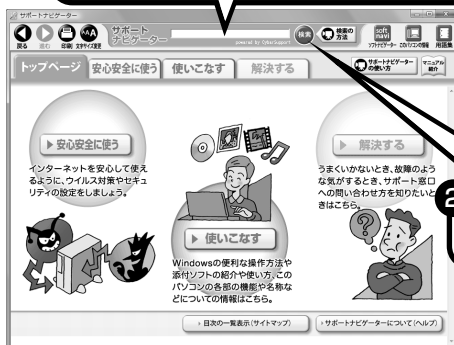 サポートナビゲーター
戻る 進む 印刷 文字サイズ変更
サポート
ナビゲーター
powered by CyberSupport
検索
検索の
方法
soft
navi
ソフトナビゲーター このパソコンの情報 用語集
トップページ 安心安全に使う 使いこなす 解決する
サポートナビゲーター
の使い方
マニュアル
紹介
安心安全に使う
インターネットを安心して使え
るように、ウイルス対策やセキュ
リティの設定をしましょう。
解決する
うまくいかないとき、故障のよう
な気がするとき、サポート窓口
への問い合わせ方を知りたいと
きはこちら。
使いこなす
Windowsの便利な操作方法や
添付ソフトの紹介や使い方、この
パソコンの各部の機能や名称な
どについての情報はこちら。
目次の一覧表示(サイトマップ)
サポートナビゲーターについて(ヘルプ)
2